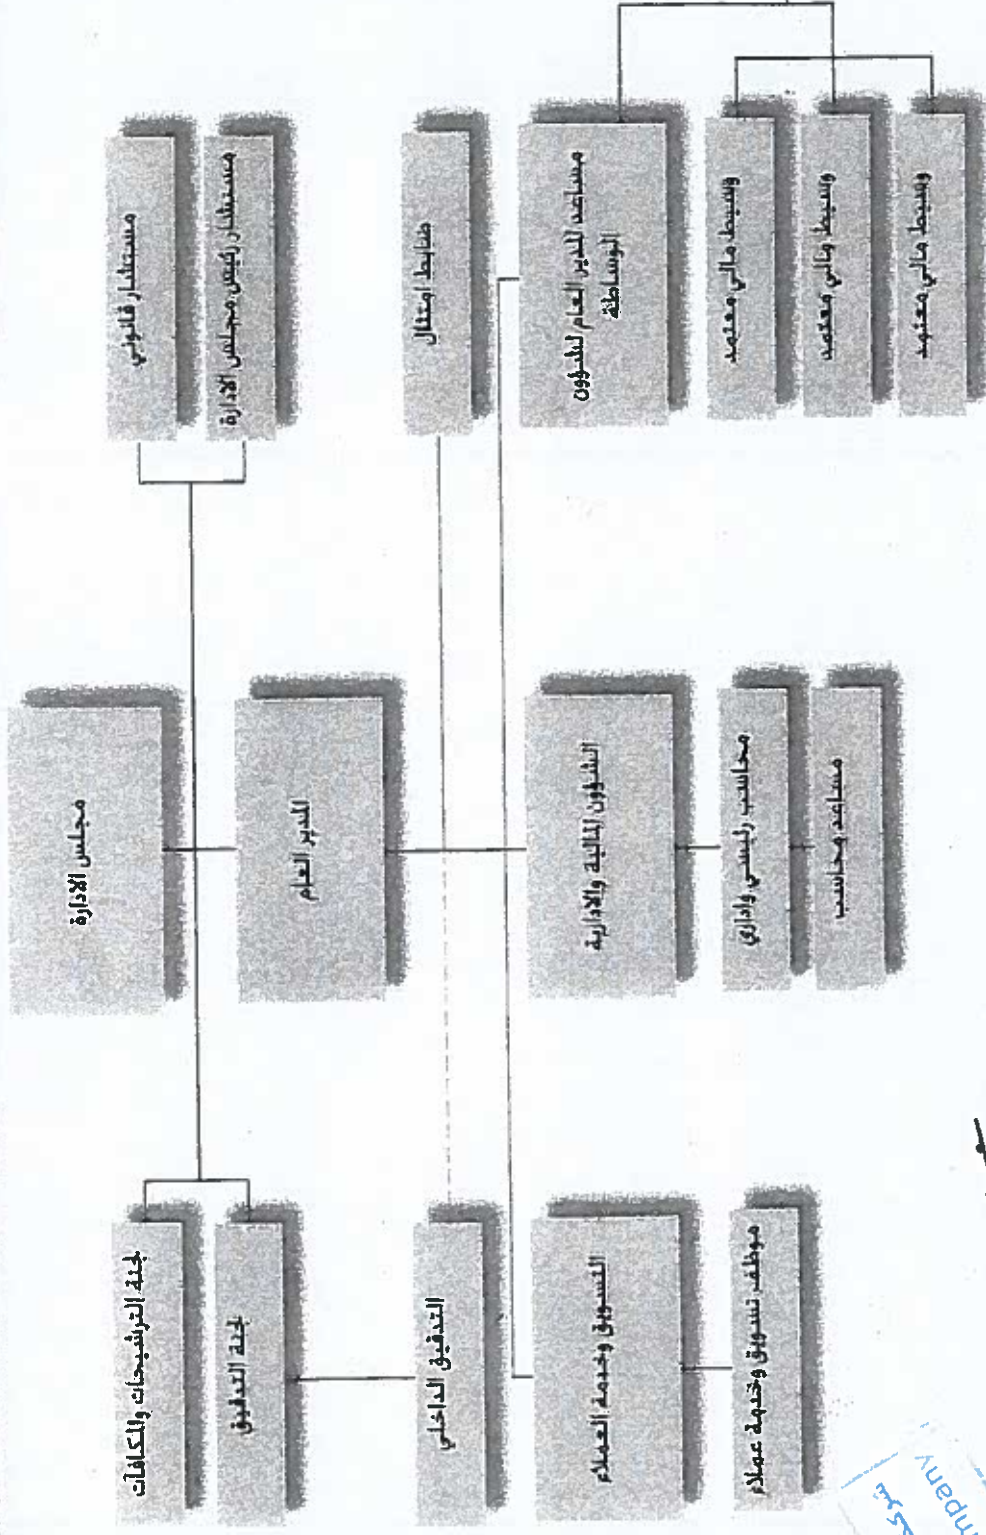 مجلس الادارة
مستشار قانوني
مستشار رئيس مجلس الادارة
لجنة الترشيحات والمكافآت
لجنة التدقيق
المدير العام
ضابط امتثال
التدقيق الداخلي
مساعد المدير العام لشؤون
الوساطة
الشؤون المالية والادارية
التسويق وخدمة العملاء
وسيط مالي معتمد
وسيط مالي معتمد
وسيط مالي معتمد
محاسب رئيسي واداري
مساعد محاسب
موظف تسويق وخدمة عملاء